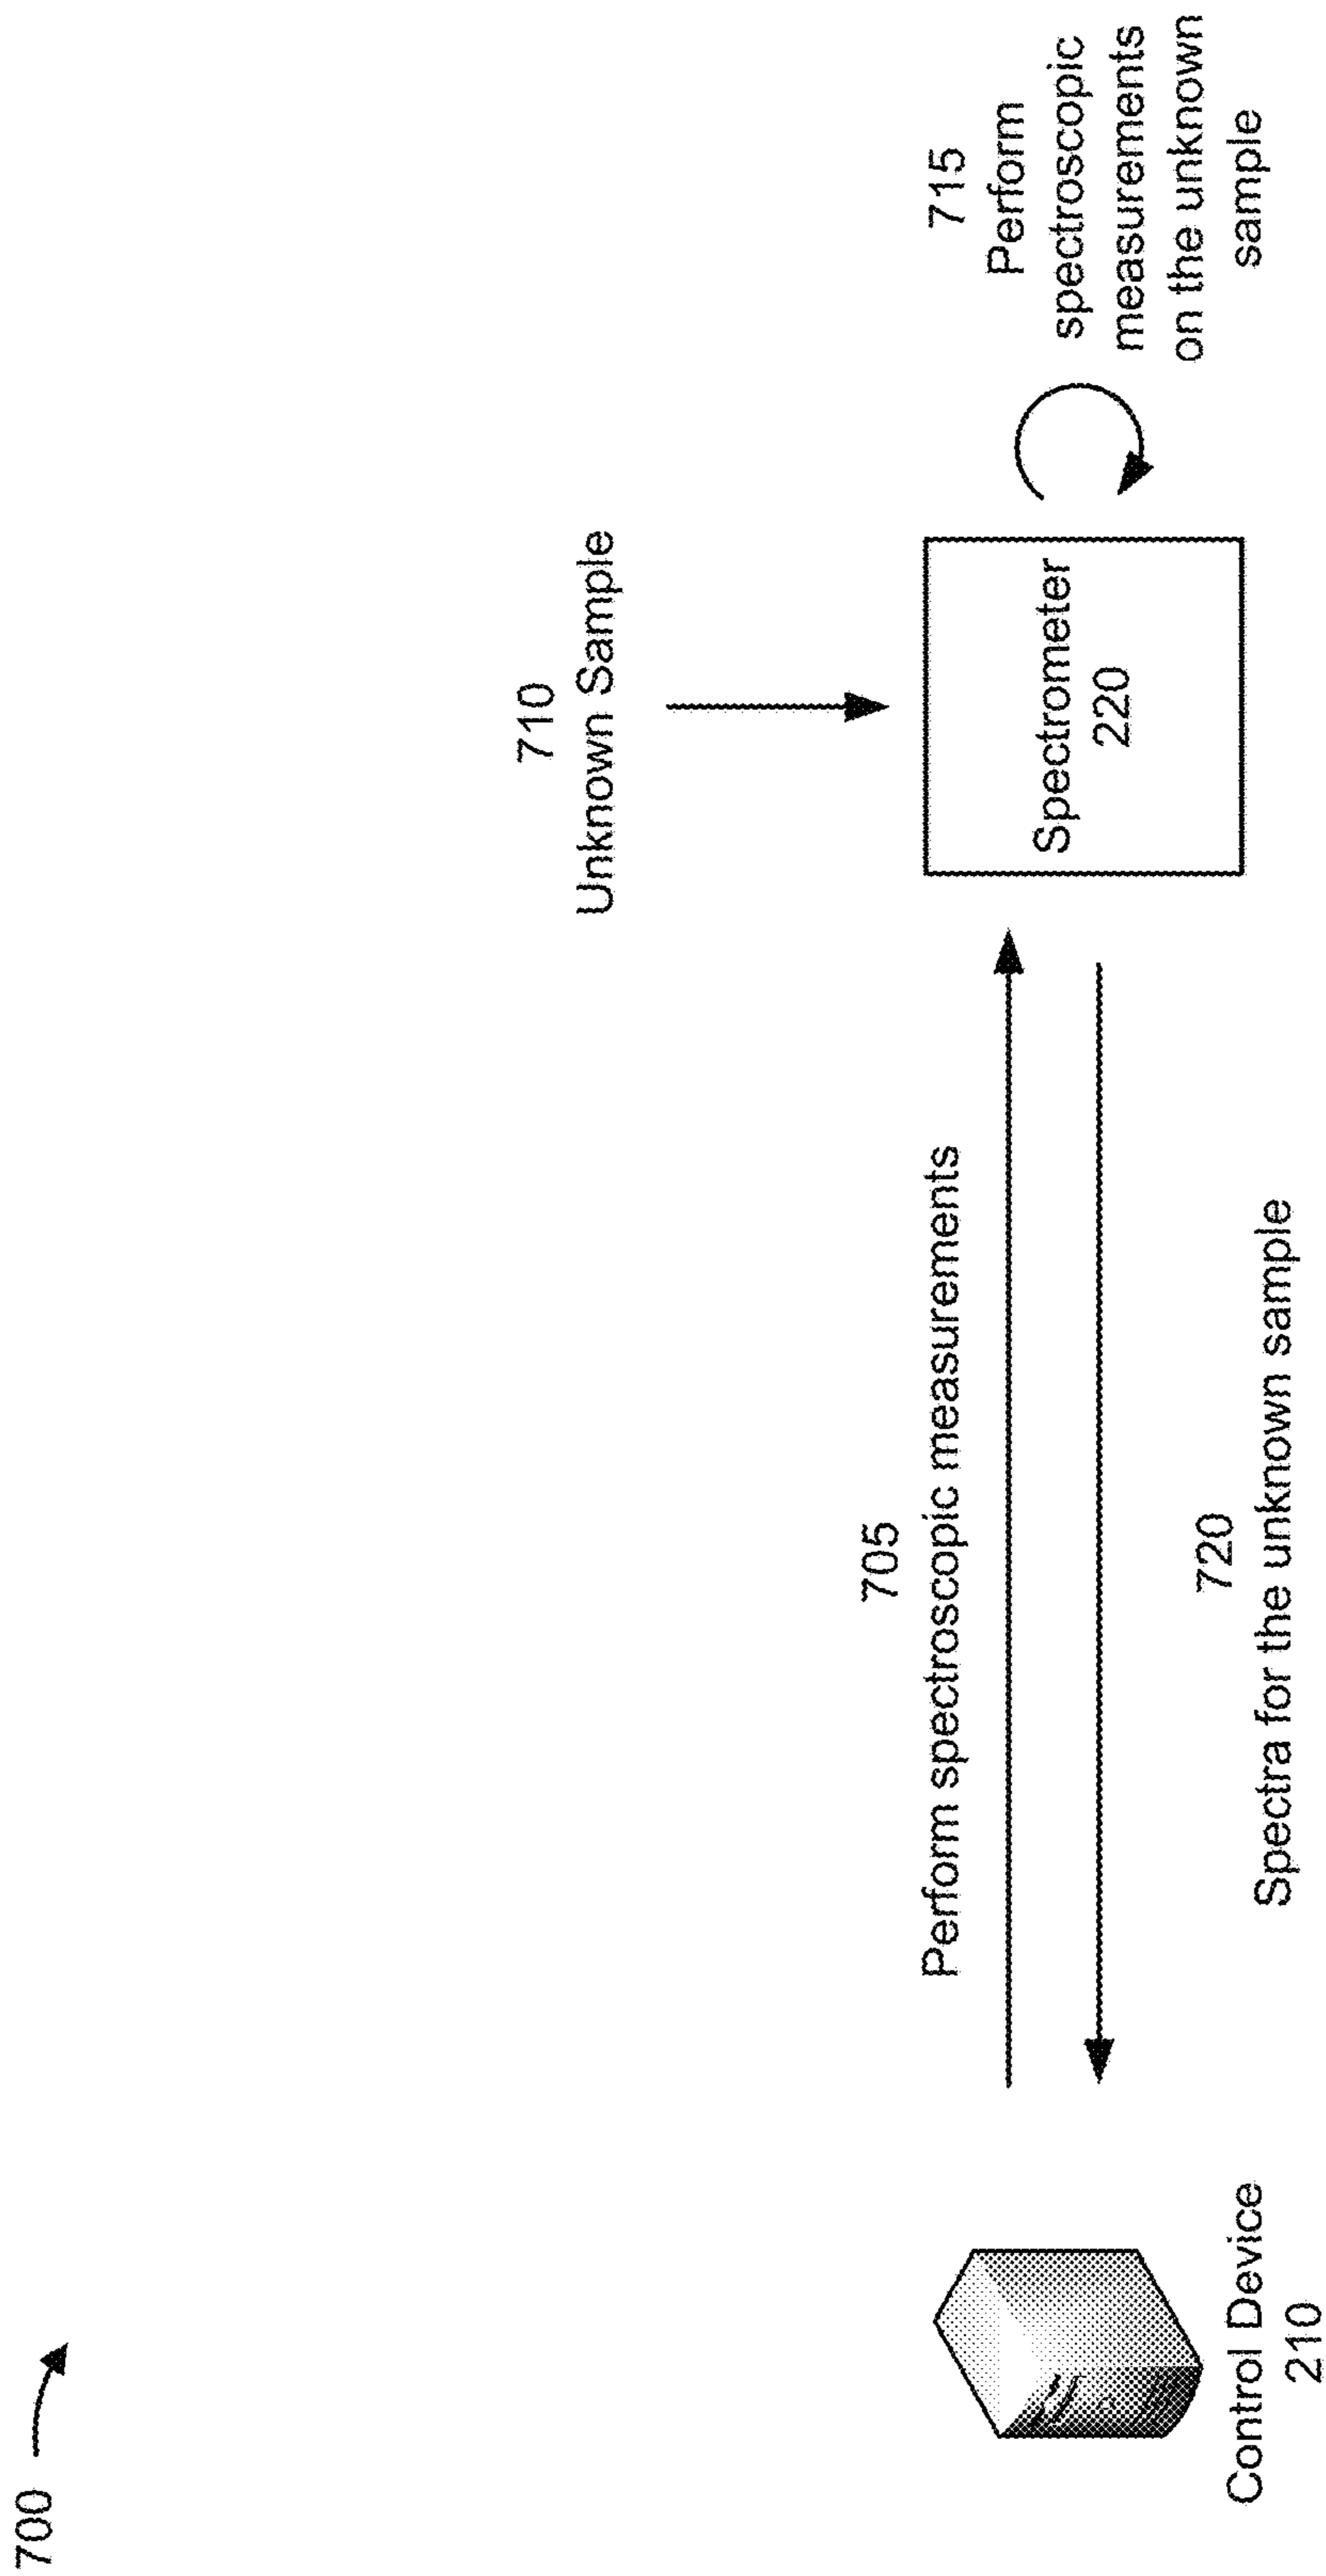 700
710
Unknown Sample
705
Perform spectroscopic measurements
715
Perform
spectroscopic
measurements
on the unknown
sample
Spectrometer
220
720
Spectra for the unknown sample
Control Device
210